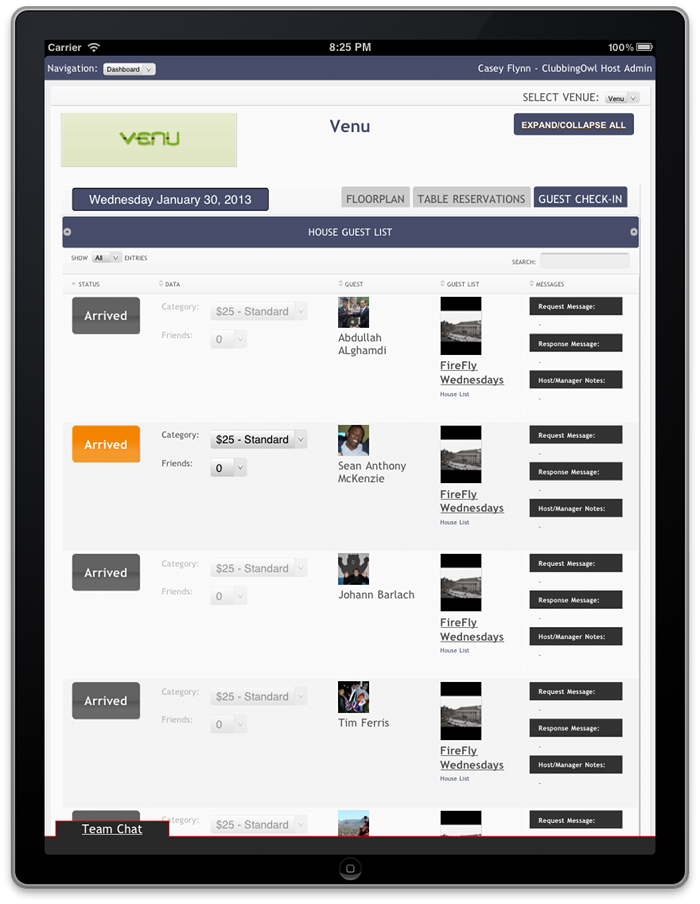 Carrier 8:25 PM 100%
Navigation: Dashboard Casey Flynn - ClubbingOwl Host Admin
SELECT VENUE: Venu
VENU Venu EXPAND/COLLAPSE ALL
Wednesday January 30, 2013 FLOORPLAN TABLE RESERVATIONS GUEST CHECK-IN
HOUSE GUEST LIST
SHOW All ENTRIES SEARCH:
STATUS DATA GUEST GUEST LIST MESSAGES
Arrived Category: $25 - Standard Request Message:
-
Friends: 0 Abdullah Response Message:
ALghamdi -
FireFly
Wednesdays Host/Manager Notes:
House List -
Arrived Category: $25 - Standard Request Message:
-
Friends: 0 Sean Anthony Response Message:
McKenzie -
FireFly
Wednesdays Host/Manager Notes:
House List -
Arrived Category: $25 - Standard Request Message:
-
Friends: 0 Johann Barlach Response Message:
-
FireFly
Wednesdays Host/Manager Notes:
House List -
Arrived Category: $25 - Standard Request Message:
-
Friends: 0 Tim Ferris Response Message:
-
FireFly
Wednesdays Host/Manager Notes:
House List -
Category: $25 - Standard Request Message:
Team Chat